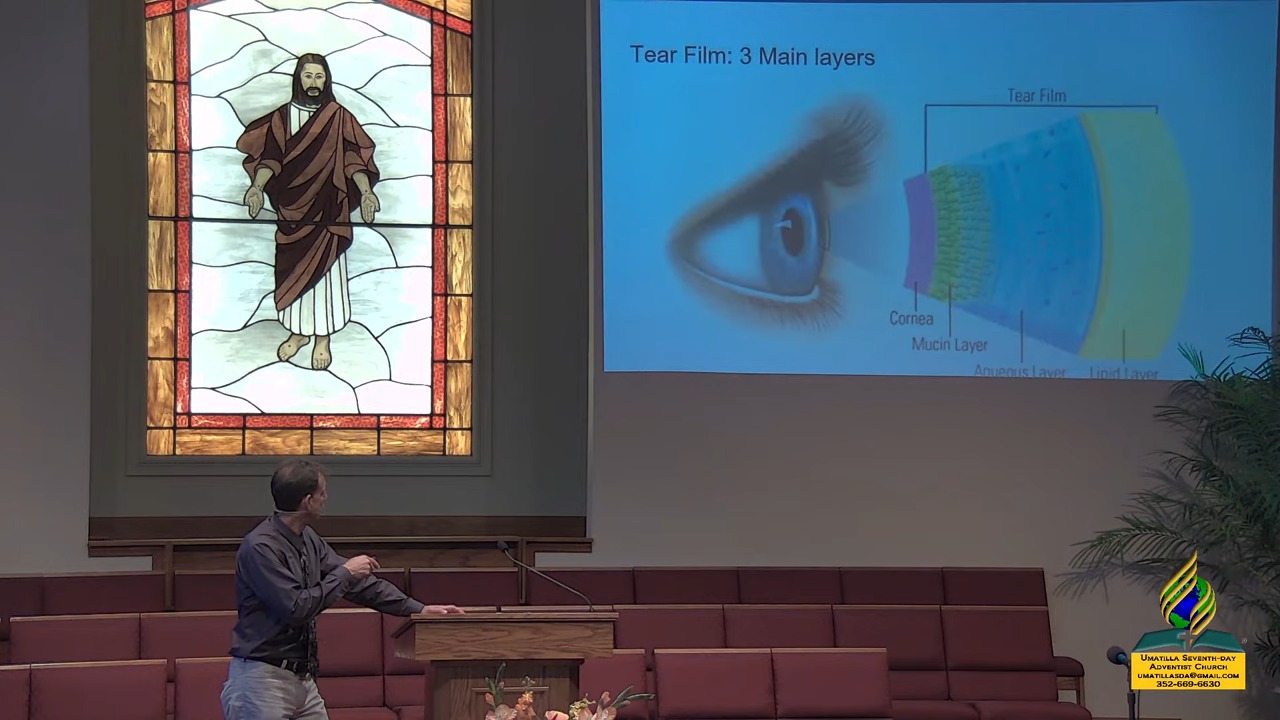 Tear Film: 3 Main layers
Tear Film
Cornea
Mucin Layer
Aqueous Layer
Lipid Layer
UMATILLA SEVENTH-DAY
ADVENTIST CHURCH
UMATILLASDA@GMAIL.COM
352-669-6630